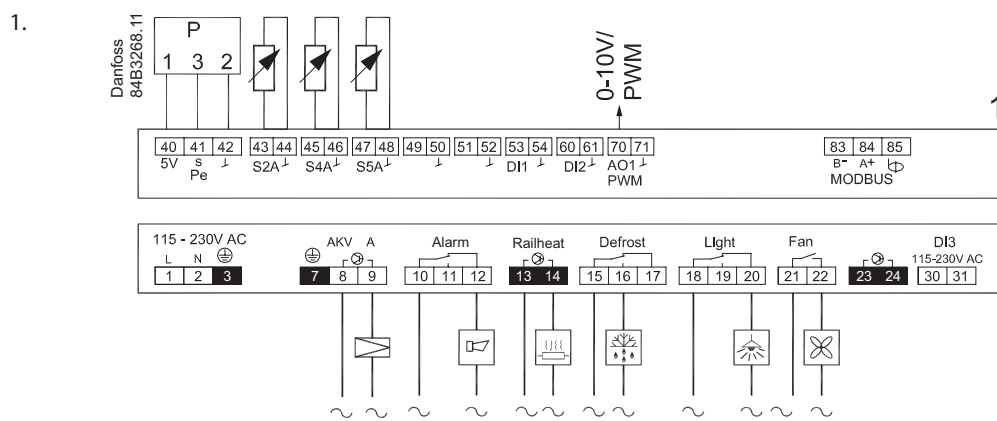 1.
Danfoss
84B3268.11
P
1 3 2
0-10V/
PWM
1
40 41 42 43 44 45 46 47 48 49 50 51 52 53 54 60 61 70 71 83 84 85
5V s S2A S4A S5A DI1 DI2 AO1 B- A+
Pe PWM MODBUS
115 - 230V AC AKV A Alarm Railheat Defrost LIght Fan DI3
L N 115-230V AC
1 2 3 7 8 9 10 11 12 13 14 15 16 17 18 19 20 21 22 23 24 30 31